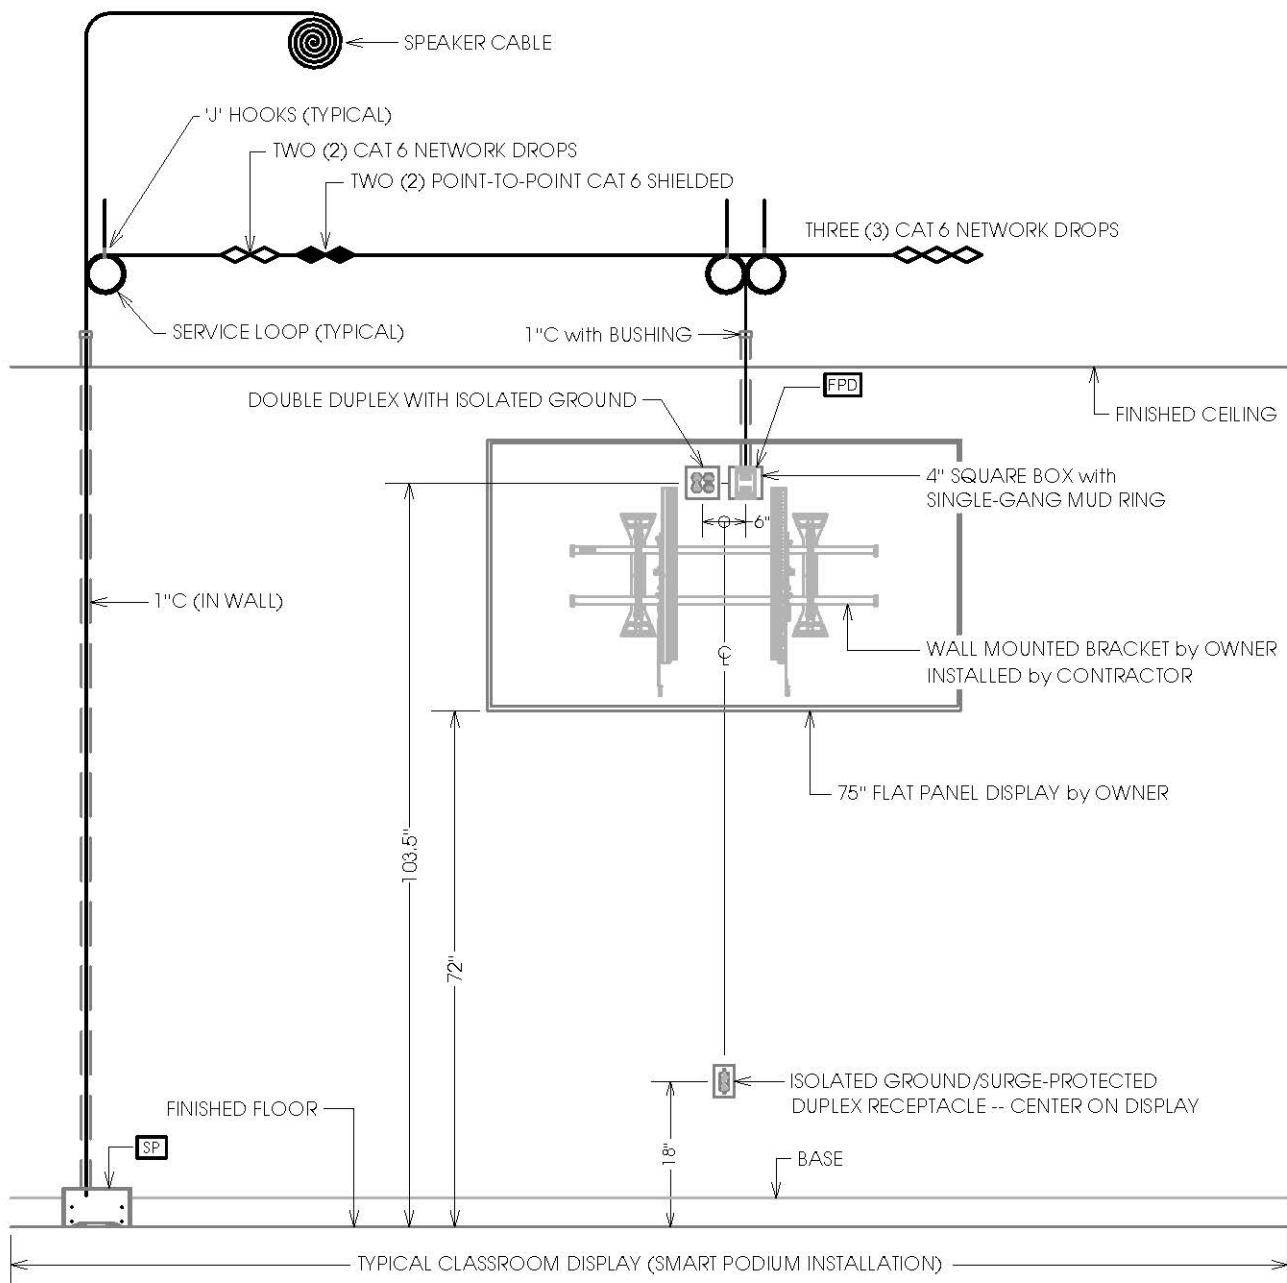 SPEAKER CABLE
'J' HOOKS (TYPICAL)
TWO (2) CAT 6 NETWORK DROPS
TWO (2) POINT-TO-POINT CAT 6 SHIELDED
THREE (3) CAT 6 NETWORK DROPS
SERVICE LOOP (TYPICAL)
1"C with BUSHING
FPD
DOUBLE DUPLEX WITH ISOLATED GROUND
FINISHED CEILING
4" SQUARE BOX with
SINGLE-GANG MUD RING
6"
1"C (IN WALL)
WALL MOUNTED BRACKET by OWNER
INSTALLED by CONTRACTOR
CL
75" FLAT PANEL DISPLAY by OWNER
103.5"
72"
ISOLATED GROUND/SURGE-PROTECTED
DUPLEX RECEPTACLE -- CENTER ON DISPLAY
FINISHED FLOOR
SP
18"
BASE
TYPICAL CLASSROOM DISPLAY (SMART PODIUM INSTALLATION)